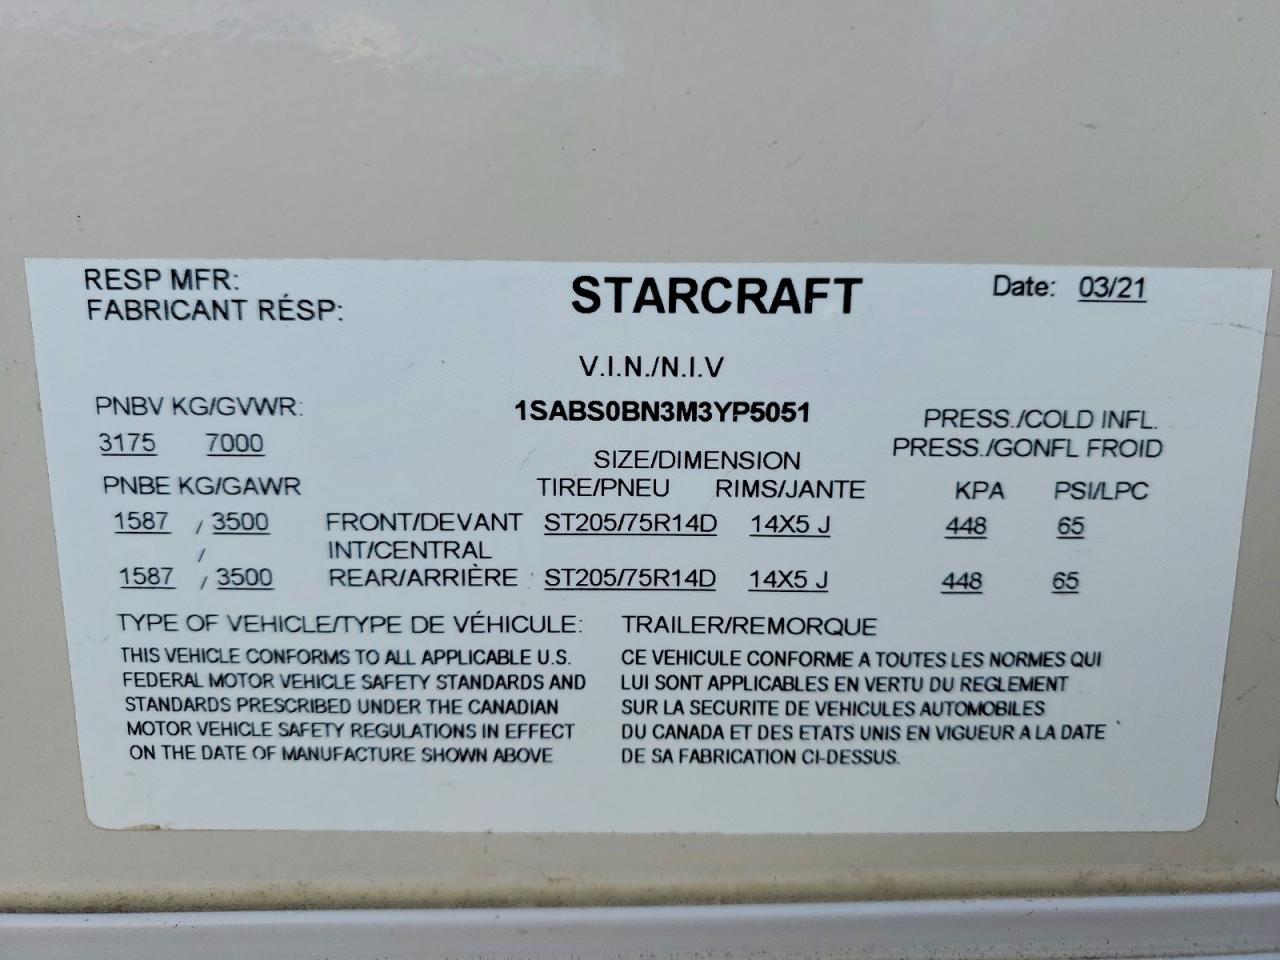 RESP MFR: STARCRAFT Date: 03/21
FABRICANT RÉSP:
V.I.N./N.I.V
PNBV KG/GVWR: 1SABS0BN3M3YP5051 PRESS./COLD INFL.
3175 7000 PRESS./GONFL FROID
SIZE/DIMENSION
PNBE KG/GAWR TIRE/PNEU RIMS/JANTE KPA PSI/LPC
1587 / 3500 FRONT/DEVANT ST205/75R14D 14X5 J 448 65
/ INT/CENTRAL
1587 / 3500 REAR/ARRIÈRE : ST205/75R14D 14X5 J 448 65
TYPE OF VEHICLE/TYPE DE VÉHICULE: TRAILER/REMORQUE
THIS VEHICLE CONFORMS TO ALL APPLICABLE U.S.
FEDERAL MOTOR VEHICLE SAFETY STANDARDS AND
STANDARDS PRESCRIBED UNDER THE CANADIAN
MOTOR VEHICLE SAFETY REGULATIONS IN EFFECT
ON THE DATE OF MANUFACTURE SHOWN ABOVE
CE VEHICULE CONFORME A TOUTES LES NORMES QUI
LUI SONT APPLICABLES EN VERTU DU REGLEMENT
SUR LA SECURITE DE VEHICULES AUTOMOBILES
DU CANADA ET DES ETATS UNIS EN VIGUEUR A LA DATE
DE SA FABRICATION CI-DESSUS.